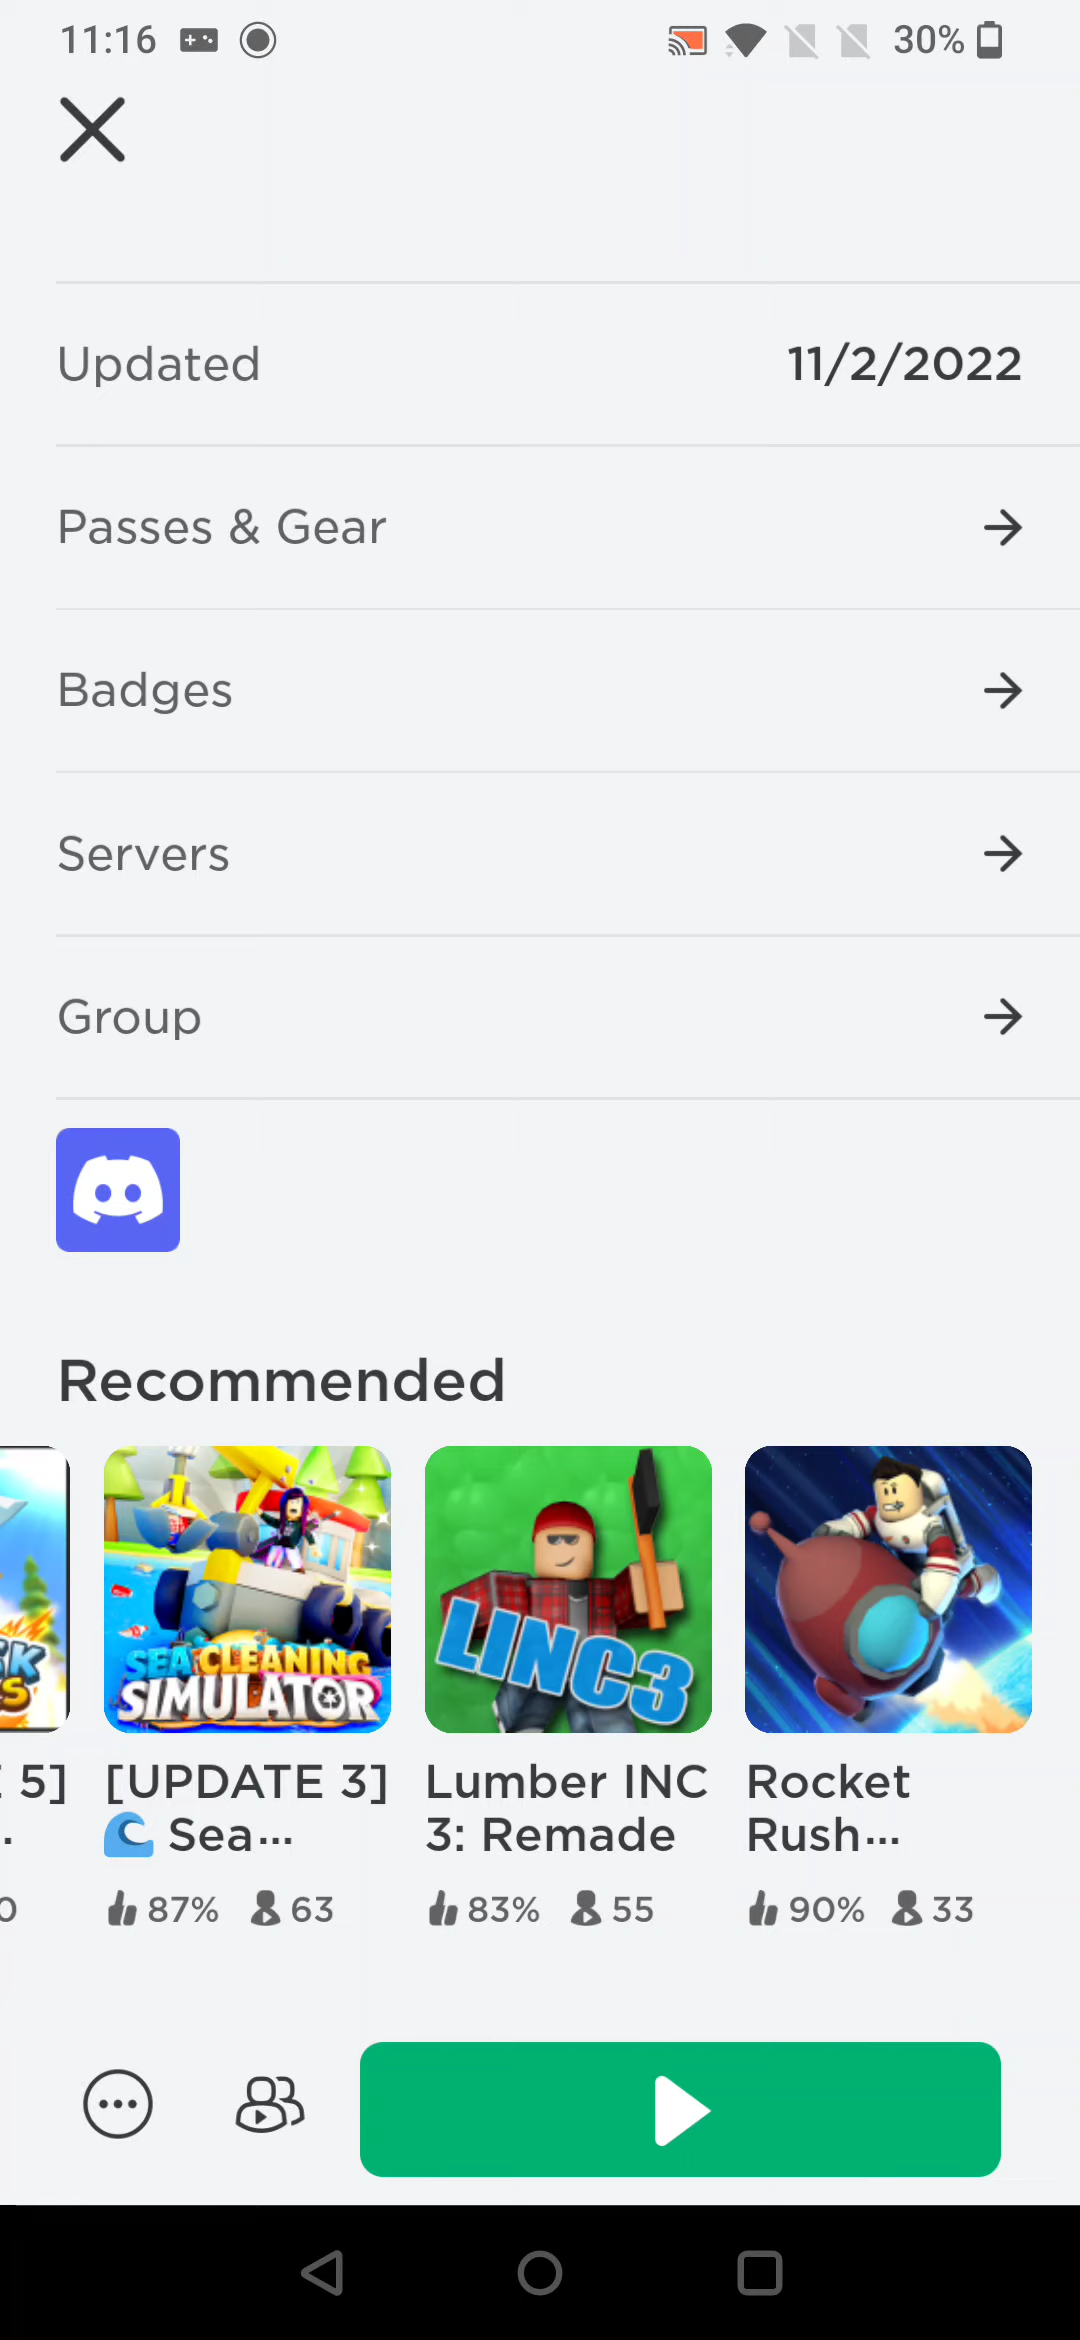 11:16 30%
Updated 11/2/2022
Passes & Gear
Badges
Servers
Group
Recommended
SEA CLEANING
SIMULATOR
LINC3
5]
[UPDATE 3]
Sea...
Lumber INC
3: Remade
Rocket
Rush...
87% 63
83% 55
90% 33